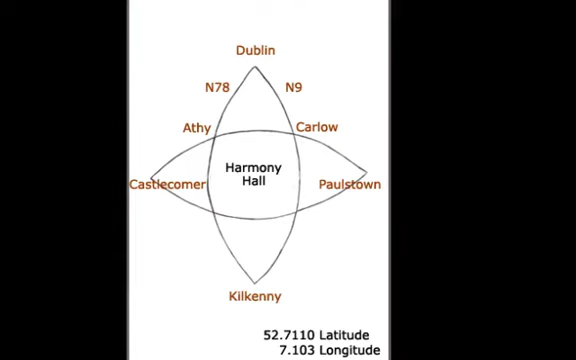 Dublin
N78 N9
Athy Carlow
Harmony
Hall
Castlecomer Paulstown
Kilkenny
52.7110 Latitude
7.103 Longitude